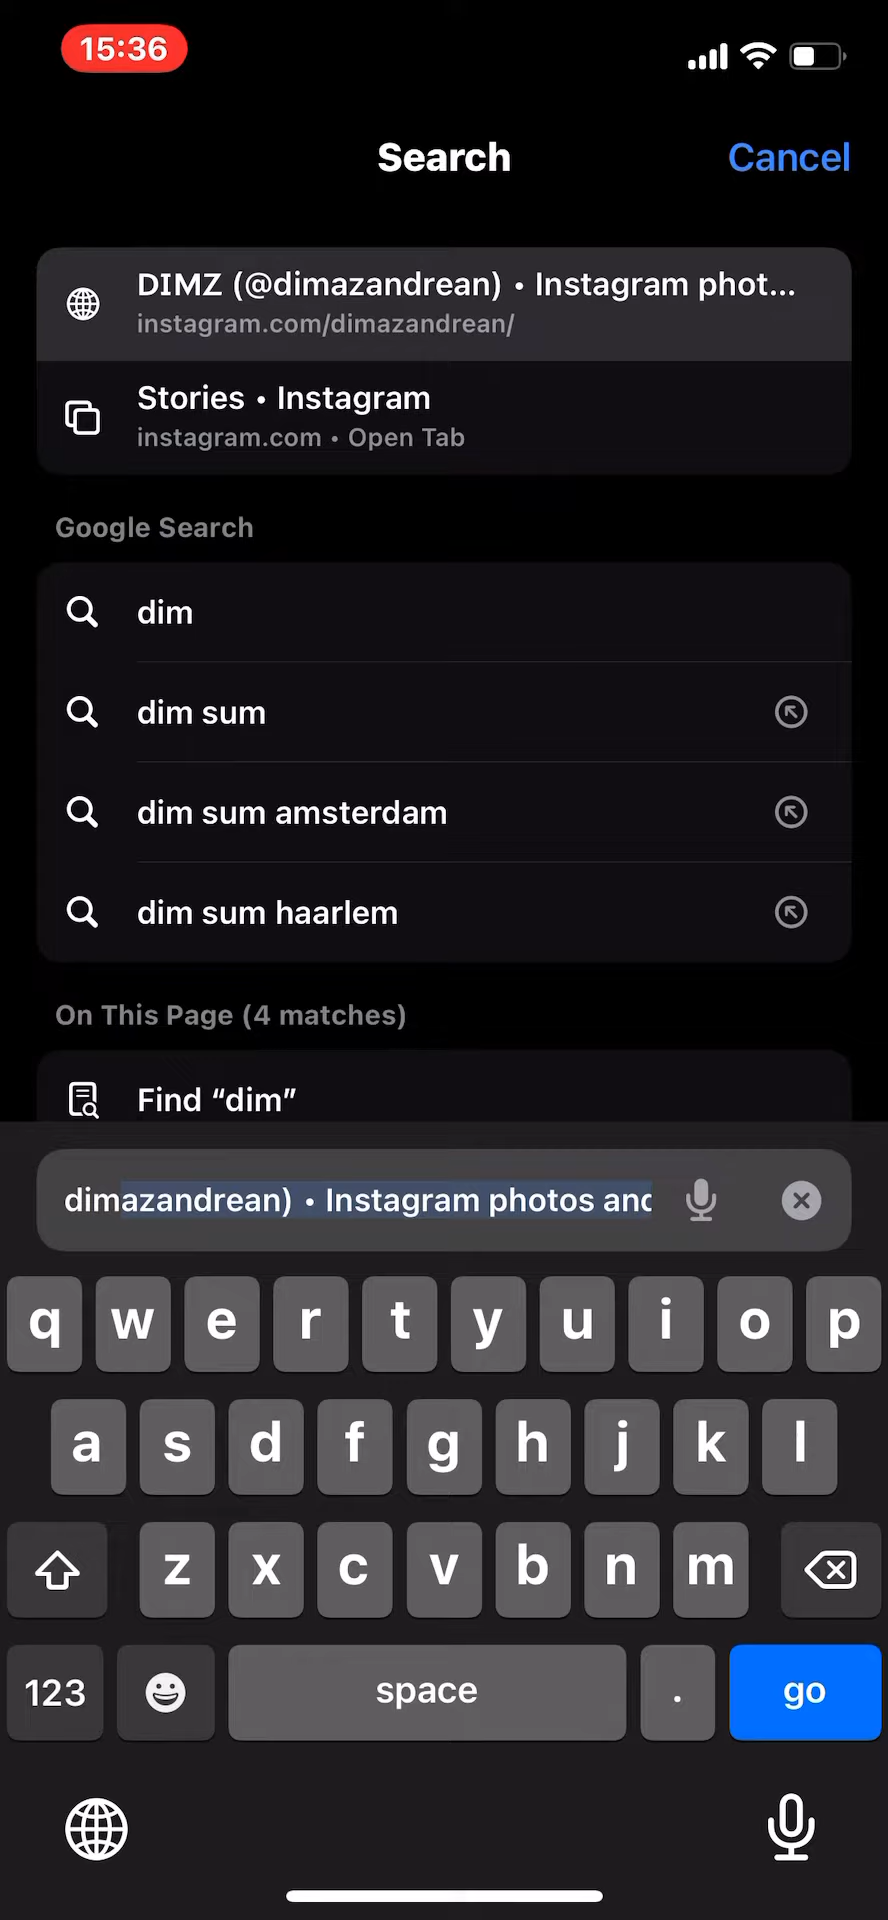 15:36
Search
Cancel
DIMZ (@dimazandrean) • Instagram phot...
instagram.com/dimazandrean/
Stories • Instagram
instagram.com • Open Tab
Google Search
dim
dim sum
dim sum amsterdam
dim sum haarlem
On This Page (4 matches)
Find “dim”
dimazandrean) • Instagram photos and
q w e r t y u i o p
a s d f g h j k l
z x c v b n m
123 space . go